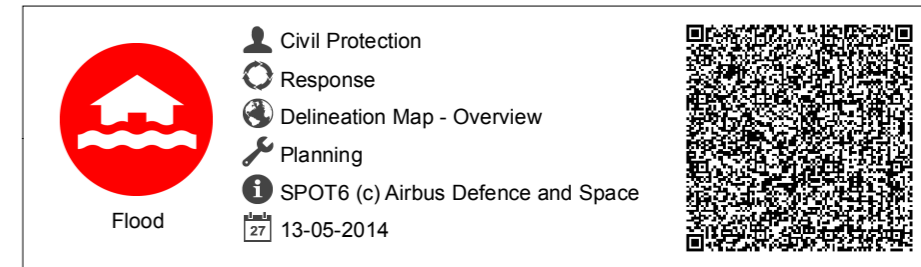 Civil Protection
Response
Delineation Map - Overview
Planning
SPOT6 (c) Airbus Defence and Space
27 13-05-2014
Flood